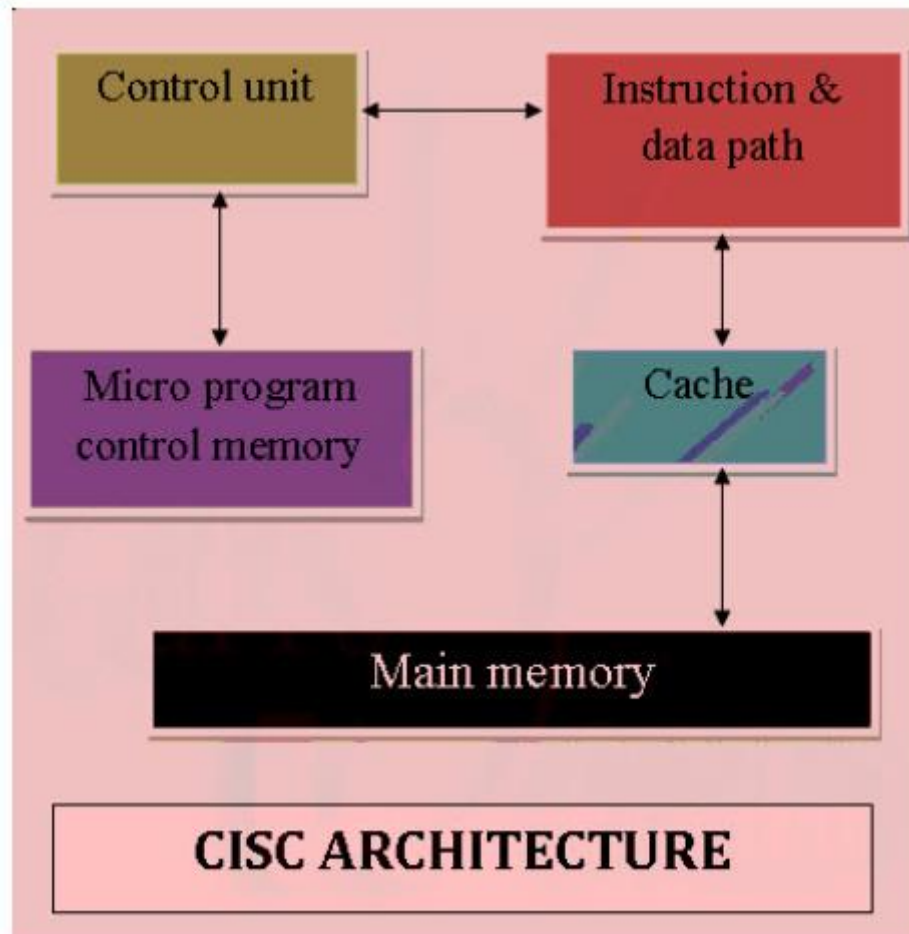 Control unit
Instruction &
data path
Micro program
control memory
Cache
Main memory
CISC ARCHITECTURE